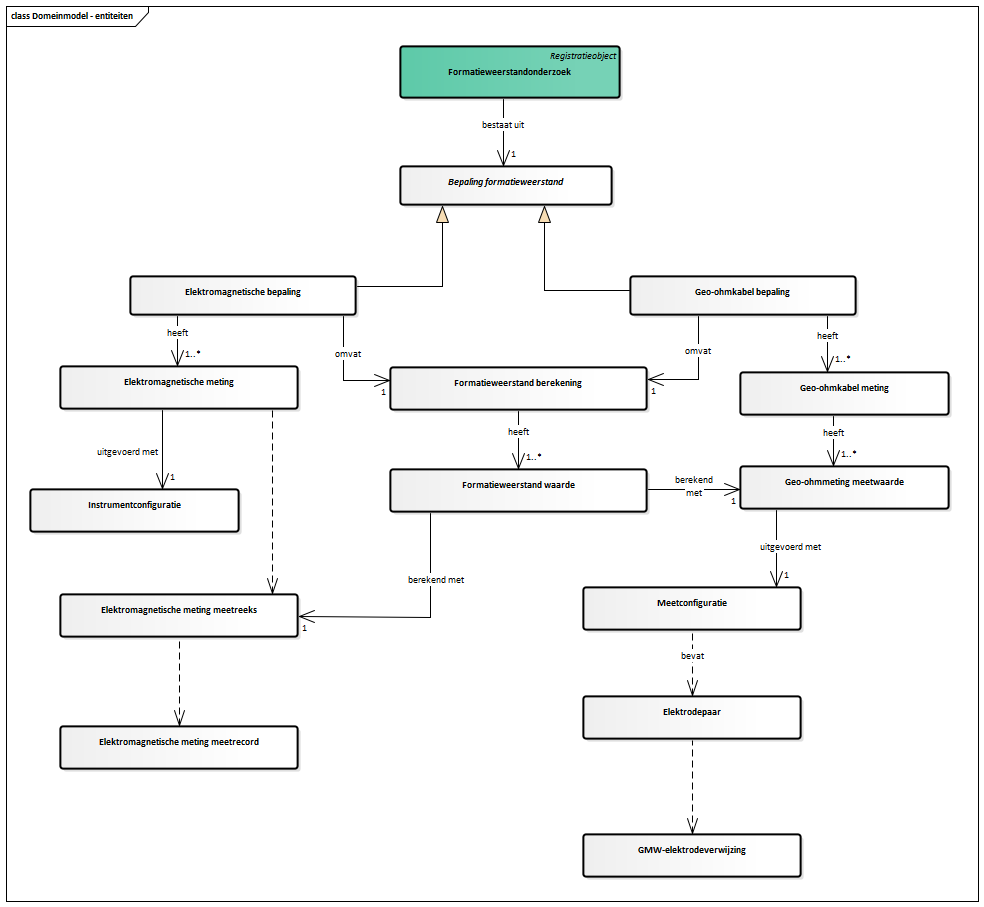 class Domeinmodel - entiteiten
Registratieobject
Formatieweerstandonderzoek
bestaat uit
1
Bepaling formatieweerstand
Elektromagnetische bepaling
Geo-ohmkabel bepaling
heeft
1..*
omvat
1
omvat
1
heeft
1..*
Elektromagnetische meting
Formatieweerstand berekening
Geo-ohmkabel meting
heeft
1..*
heeft
1..*
uitgevoerd met
1
Formatieweerstand waarde
berekend
met
1
Geo-ohmmeting meetwaarde
Instrumentconfiguratie
uitgevoerd met
1
berekend met
1
Elektromagnetische meting meetreeks
Meetconfiguratie
bevat
Elektrodepaar
Elektromagnetische meting meetrecord
GMW-elektrodeverwijzing